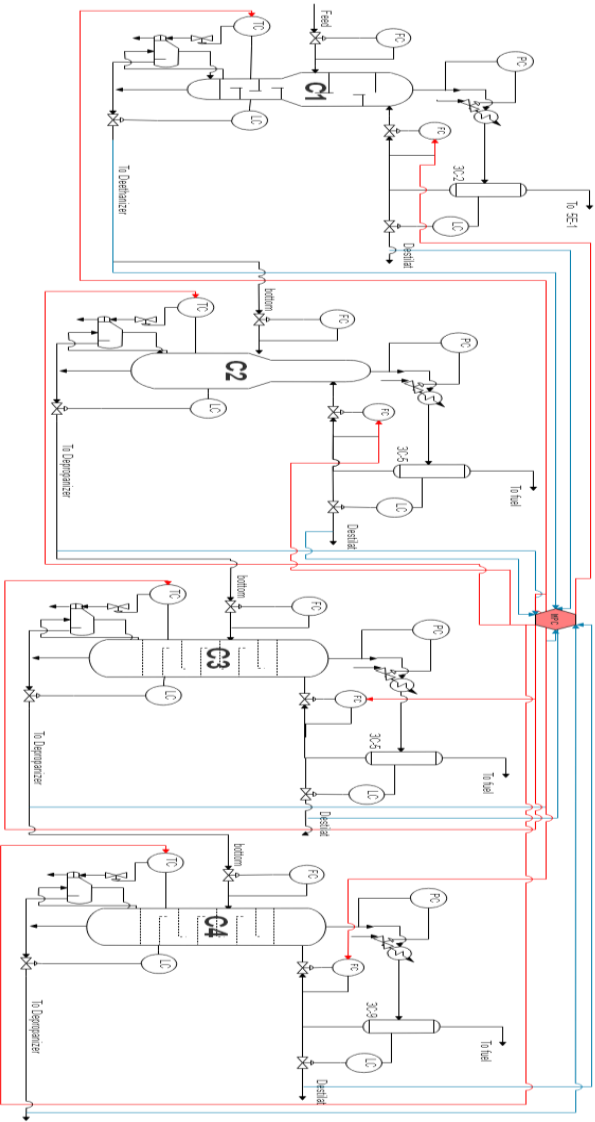 To SE-1
PC
3C-2
FC
FC
LC
Feed
Destilat
C1
TC
LC
To Deethanizer
MPC
To fuel
PC
3C-5
FC
FC
LC
bottom
Destilat
C2
TC
LC
To Depropanizer
To fuel
PC
3C-5
FC
FC
LC
bottom
Destilat
C3
TC
LC
To Depropanizer
To fuel
PC
3C-9
FC
FC
LC
bottom
Destilat
C4
TC
LC
To Depropanizer